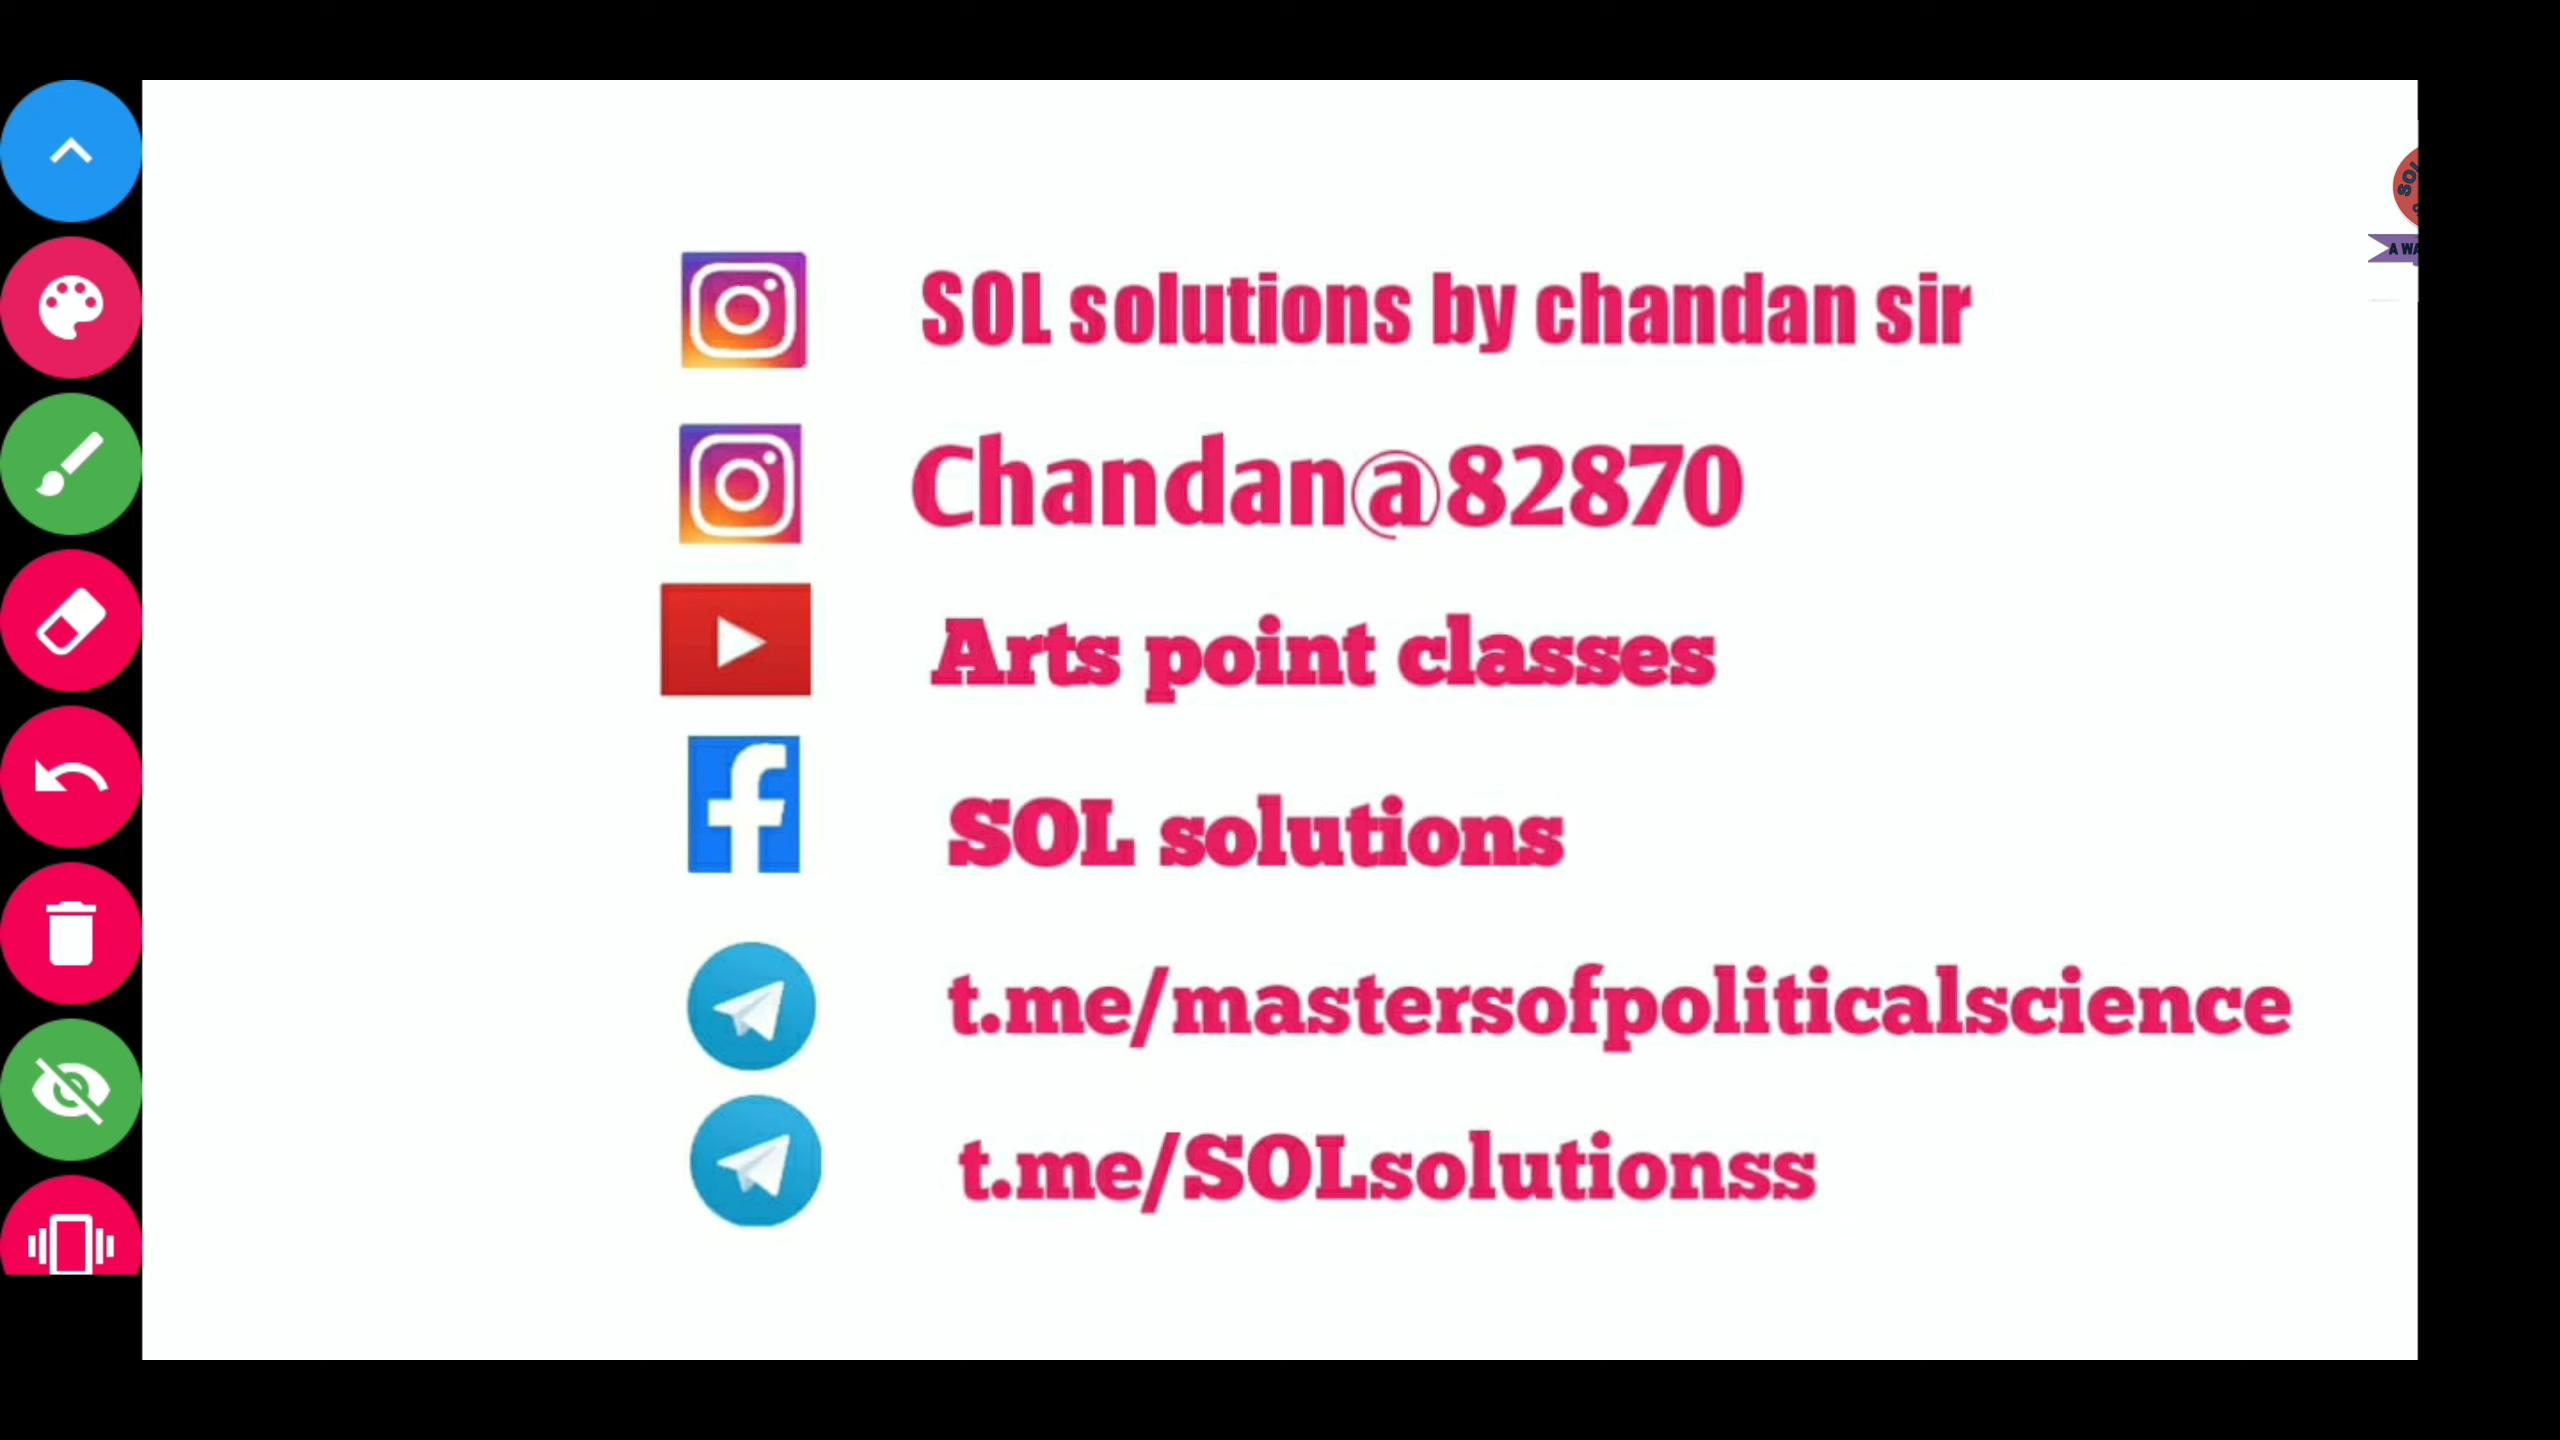 SOL solutions by chandan sir
Chandan@82870
Arts point classes
SOL solutions
t.me/mastersofpoliticalscience
t.me/SOLsolutionss